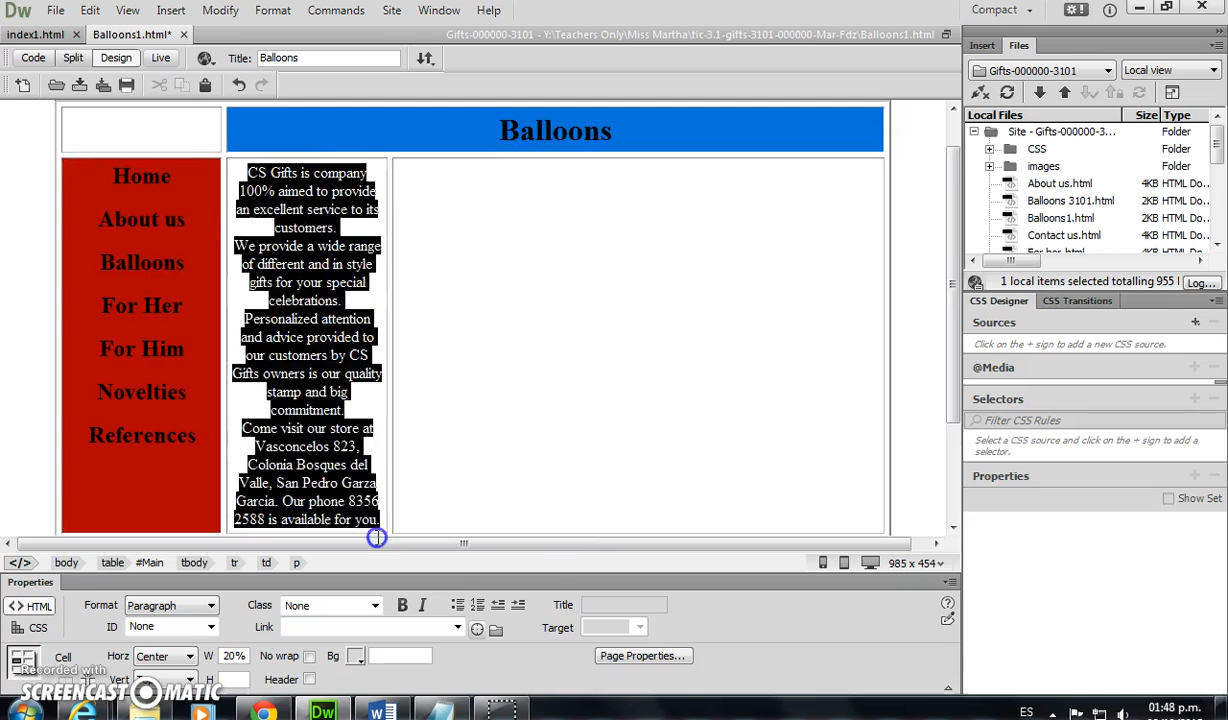 Dw File Edit View Insert Modify Format Commands Site Window Help Compact
index1.html × Balloons1.html* × Gifts-000000-3101 - Y:\Teachers Only\Miss Martha\tic-3.1-gifts-3101-000000-Mar-Fdz\Balloons1.html
Code Split Design Live Title: Balloons
Balloons
Home
About us
Balloons
For Her
For Him
Novelties
References
CS Gifts is company
100% aimed to provide
an excellent service to its
customers.
We provide a wide range
of different and in style
gifts for your special
celebrations.
Personalized attention
and advice provided to
our customers by CS
Gifts owners is our quality
stamp and big
commitment.
Come visit our store at
Vasconcelos 823,
Colonia Bosques del
Valle, San Pedro Garza
Garcia. Our phone 8356
2588 is available for you.
Insert Files
Gifts-000000-3101 Local view
Local Files Size Type
Site - Gifts-000000-3... Folder
CSS Folder
images Folder
About us.html 4KB HTML Do...
Balloons 3101.html 2KB HTML Do...
Balloons1.html 2KB HTML Do...
Contact us.html 4KB HTML Do...
For her.html 4KB HTML Do...
1 local items selected totalling 955 Log...
CSS Designer CSS Transitions
Sources
Click on the + sign to add a new CSS source.
@Media
Selectors
Filter CSS Rules
Select a CSS source and click on the + sign to add a
selector.
Properties
Show Set
body table #Main tbody tr td p 985 x 454
Properties
HTML Format Paragraph Class None B I Title
CSS ID None Link Target
Cell Horz Center W 20% No wrap Bg Page Properties...
Vert H Header
Recorded with
SCREENCAST-O-MATIC
ES 01:48 p. m.